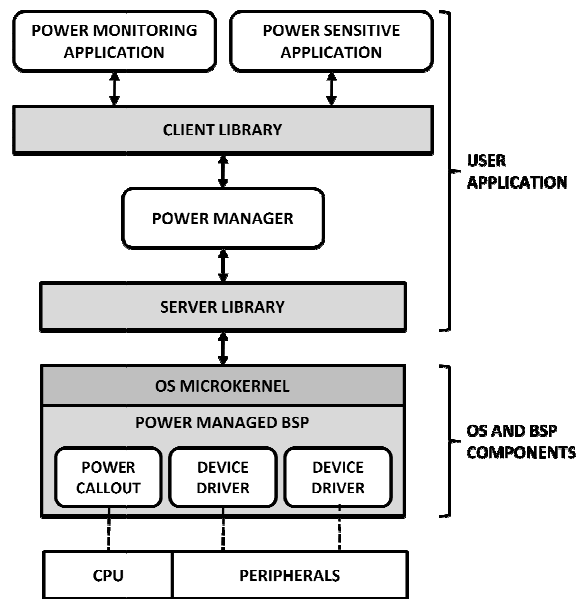 POWER MONITORING
APPLICATION
POWER SENSITIVE
APPLICATION
CLIENT LIBRARY
USER
APPLICATION
POWER MANAGER
SERVER LIBRARY
OS MICROKERNEL
POWER MANAGED BSP
OS AND BSP
COMPONENTS
POWER
CALLOUT
DEVICE
DRIVER
DEVICE
DRIVER
CPU
PERIPHERALS